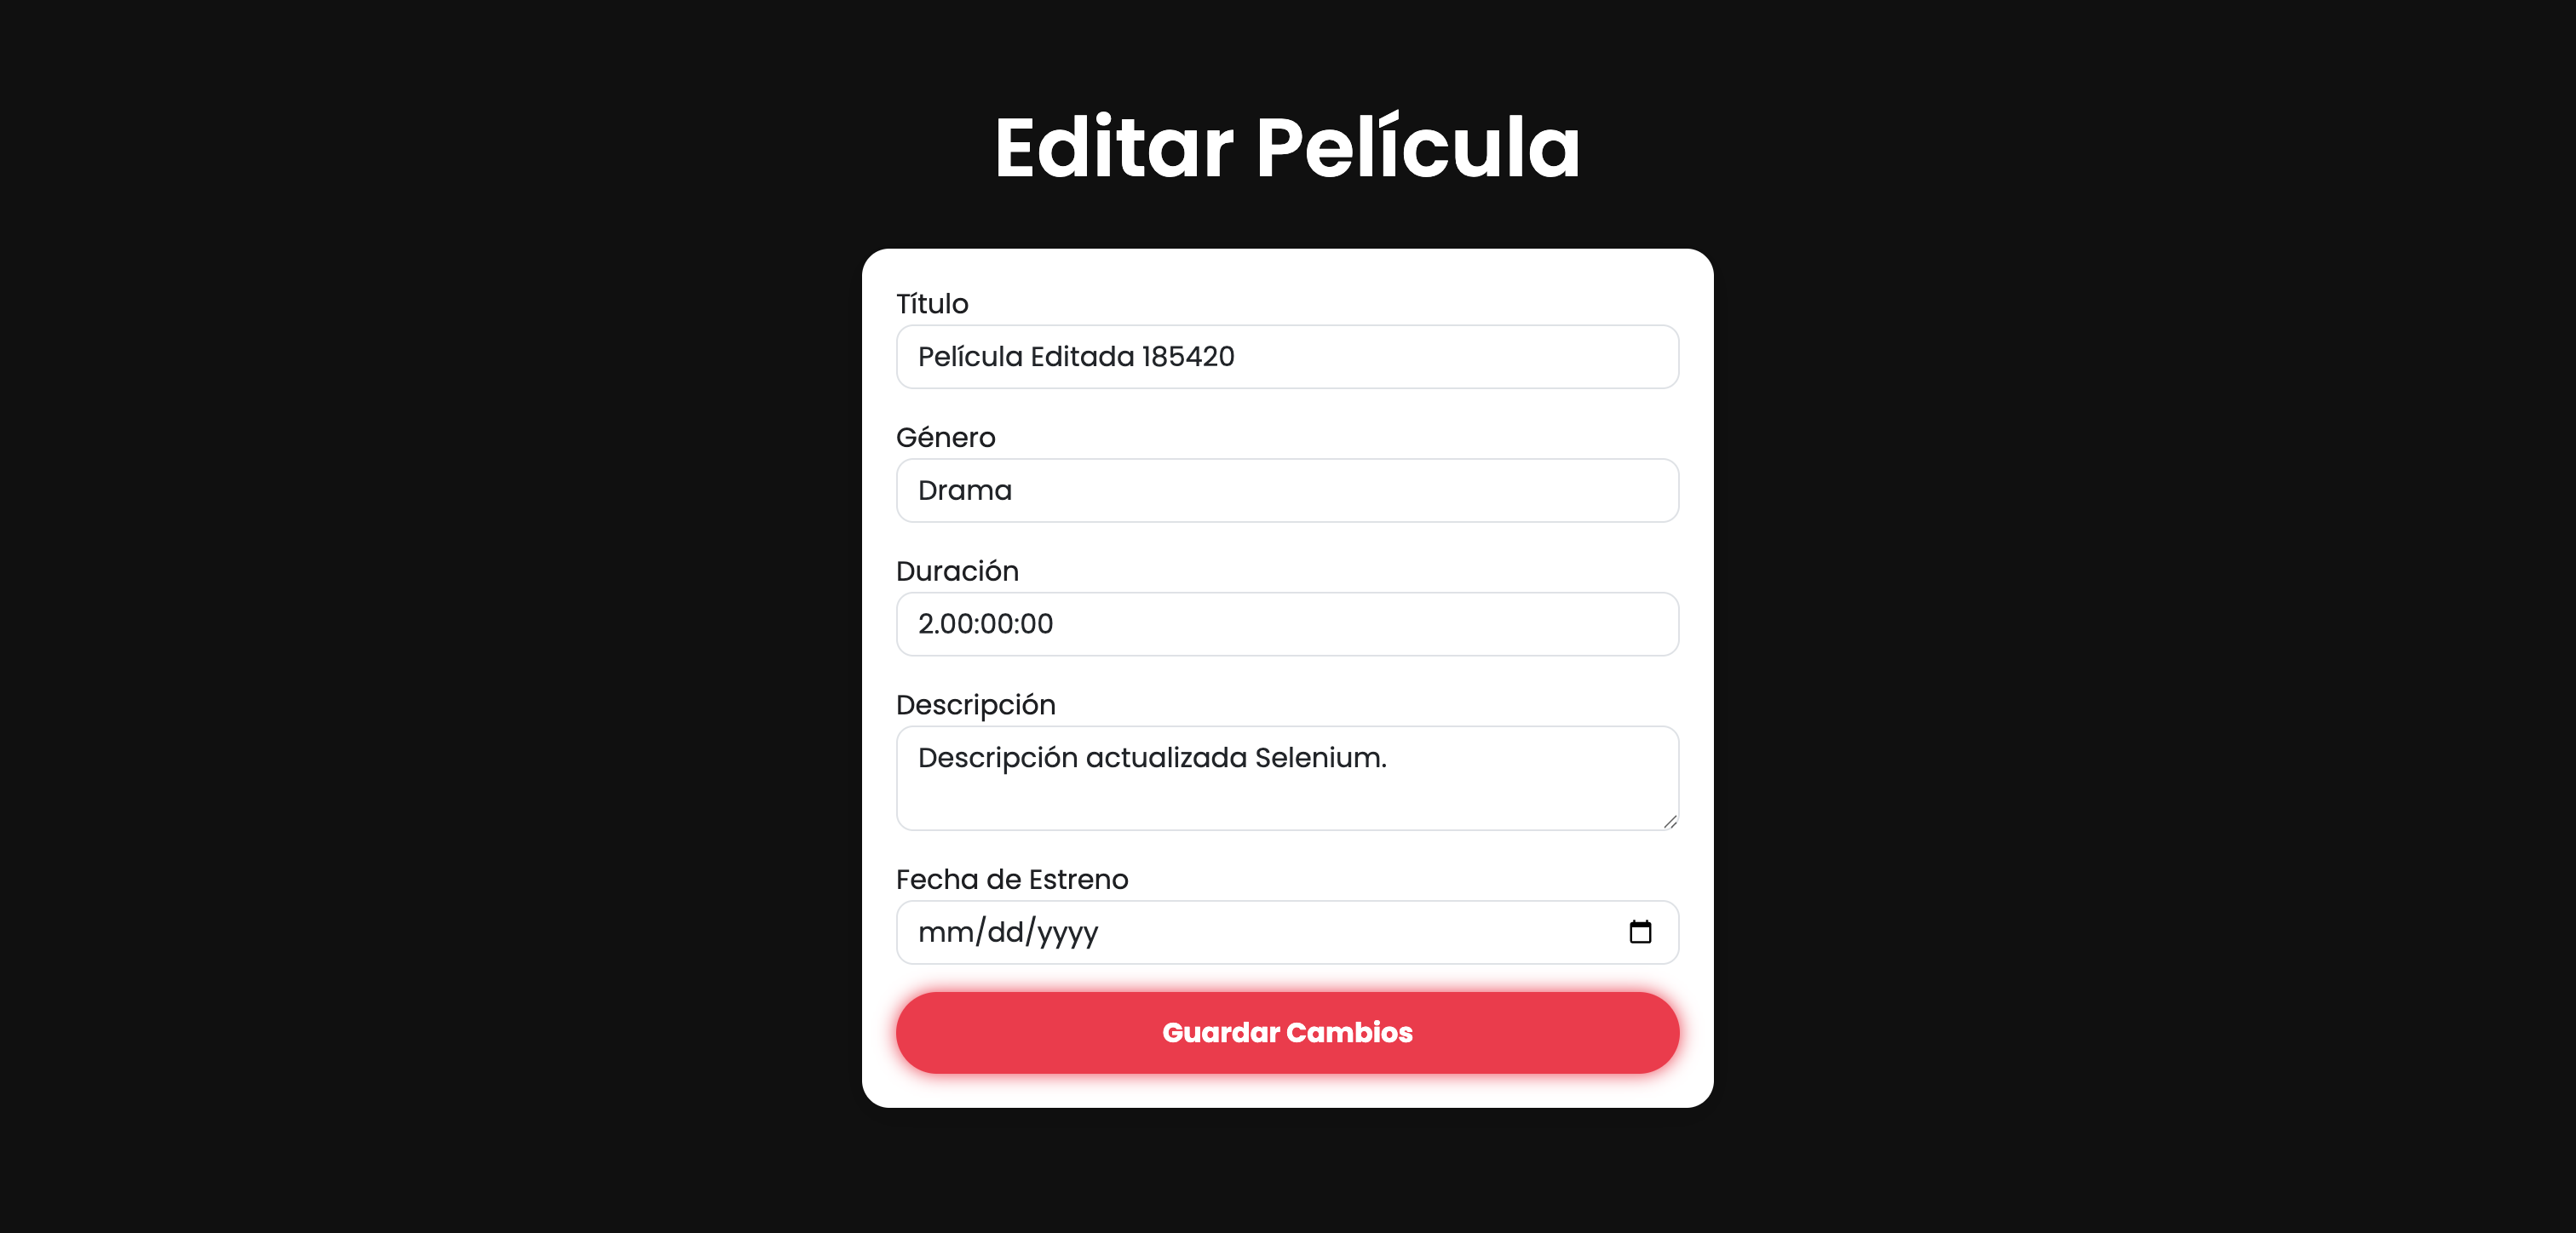 Editar Película
Título
Película Editada 185420
Género
Drama
Duración
2.00:00:00
Descripción
Descripción actualizada Selenium.
Fecha de Estreno
mm/dd/yyyy
Guardar Cambios